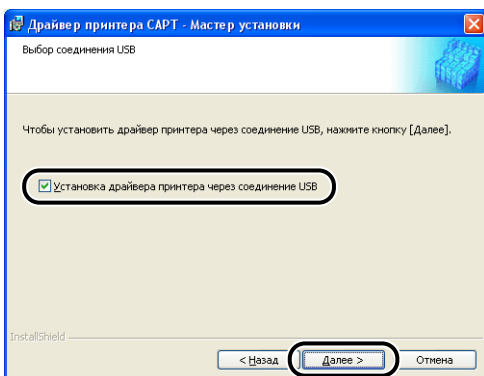 Драйвер принтера CAPT - Мастер установки
Выбор соединения USB
Чтобы установить драйвер принтера через соединение USB, нажмите кнопку [Далее].
Установка драйвера принтера через соединение USB
InstallShield
< Назад
Далее >
Отмена